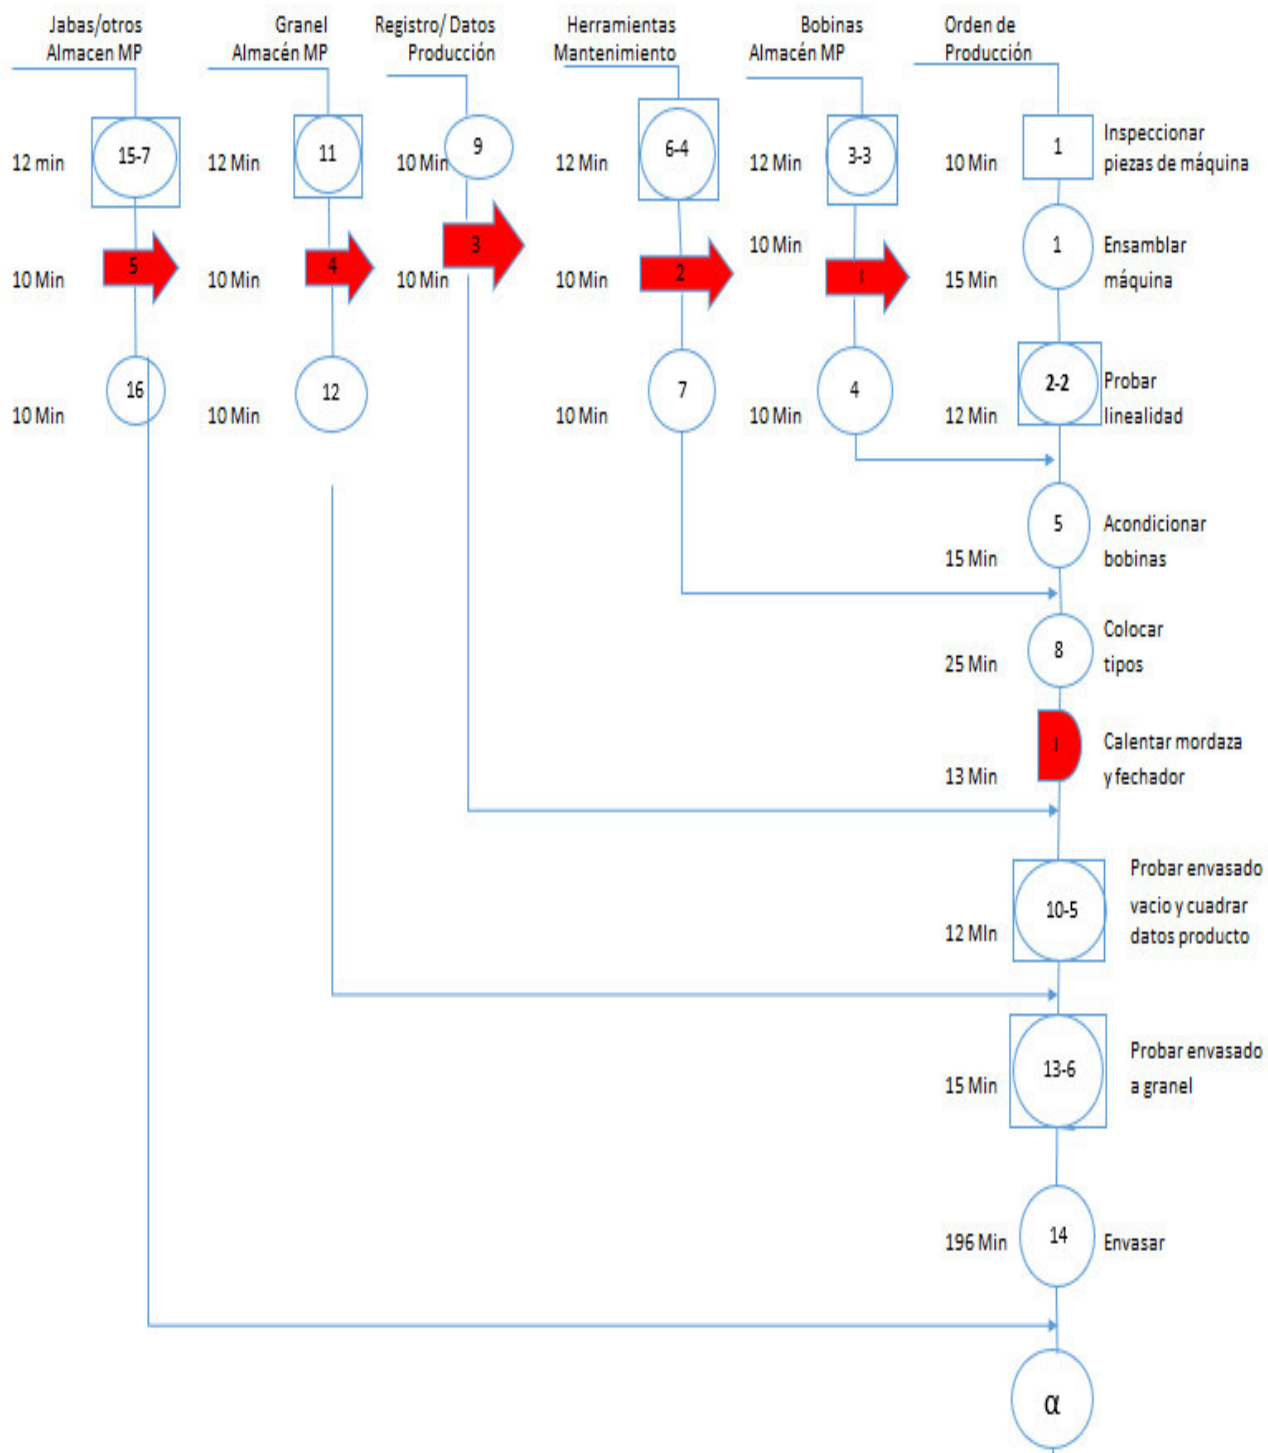 Jabas/otros
Almacen MP
Granel
Almacén MP
Registro/ Datos
Producción
Herramientas
Mantenimiento
Bobinas
Almacén MP
Orden de
Producción
12 min
15-7
12 Min
11
10 Min
9
12 Min
6-4
12 Min
3-3
10 Min
1
Inspeccionar
piezas de máquina
10 Min
5
10 Min
4
10 Min
3
10 Min
2
10 Min
1
15 Min
1
Ensamblar
máquina
10 Min
16
10 Min
12
10 Min
7
10 Min
4
12 Min
2-2
Probar
linealidad
15 Min
5
Acondicionar
bobinas
25 Min
8
Colocar
tipos
13 Min
1
Calentar mordaza
y fechador
12 MIn
10-5
Probar envasado
vacio y cuadrar
datos producto
15 Min
13-6
Probar envasado
a granel
196 Min
14
Envasar
α